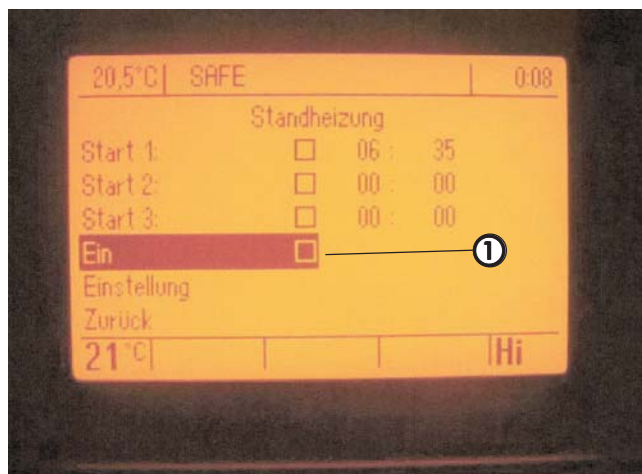 20,5°C SAFE 0:08
Standheizung
Start 1: 06 : 35
Start 2: 00 : 00
Start 3: 00 : 00
Ein 1
Einstellung
Zurück
21 °C Hi